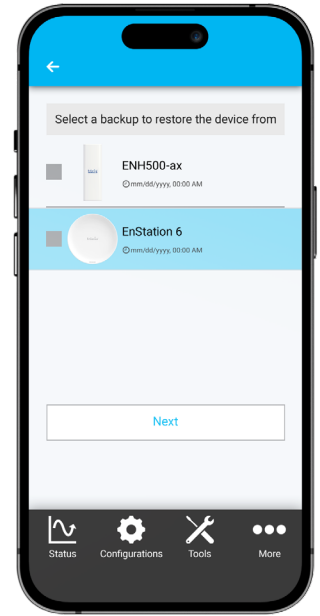 Select a backup to restore the device from
ENH500-ax
mm/dd/yyyy, 00:00 AM
EnStation 6
mm/dd/yyyy, 00:00 AM
Next
Status Configurations Tools More